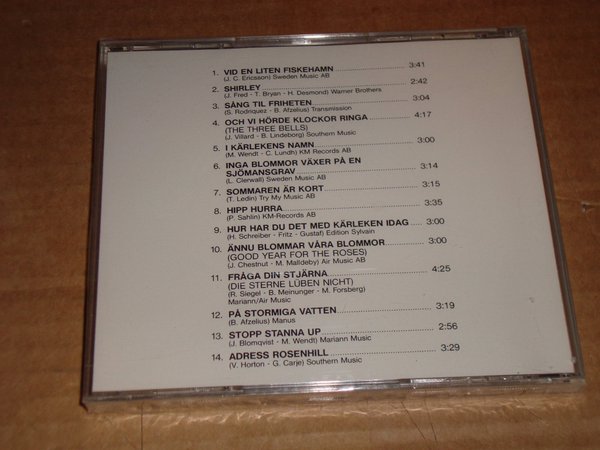 1. VID EN LITEN FISKEHAMN 3:41
(J. C. Ericsson) Sweden Music AB
2. SHIRLEY 2:42
(J. Fred - T. Bryan - H. Desmond) Warner Brothers
3. SÅNG TIL FRIHETEN 3:04
(S. Rodriquez - B. Afzelius) Transmission
4. OCH VI HÖRDE KLOCKOR RINGA 4:17
(THE THREE BELLS)
(J. Villard - B. Lindeborg) Southern Music
5. I KÄRLEKENS NAMN 3:00
(M. Wendt - C. Lundh) KM Records AB
6. INGA BLOMMOR VÄXER PÅ EN
SJÖMANSGRAV 3:14
(L. Clerwall) Sweden Music AB
7. SOMMAREN ÄR KORT 3:15
(T. Ledin) Try My Music AB
8. HIPP HURRA 3:35
(P. Sahlin) KM-Records AB
9. HUR HAR DU DET MED KÄRLEKEN IDAG 3:00
(H. Schreiber - Fritz - Gustaf) Edition Sylvain
10. ÄNNU BLOMMAR VÅRA BLOMMOR 3:00
(GOOD YEAR FOR THE ROSES)
(J. Chestnut - M. Malldeby) Air Music AB
11. FRÅGA DIN STJÄRNA 4:25
(DIE STERNE LÜBEN NICHT)
(R. Siegel - B. Meinunger - M. Forsberg)
Mariann/Air Music
12. PÅ STORMIGA VATTEN 3:19
(B. Afzelius) Manus
13. STOPP STANNA UP 2:56
(J. Blomqvist - M. Wendt) Mariann Music
14. ADRESS ROSENHILL 3:29
(V. Horton - G. Carje) Southern Music